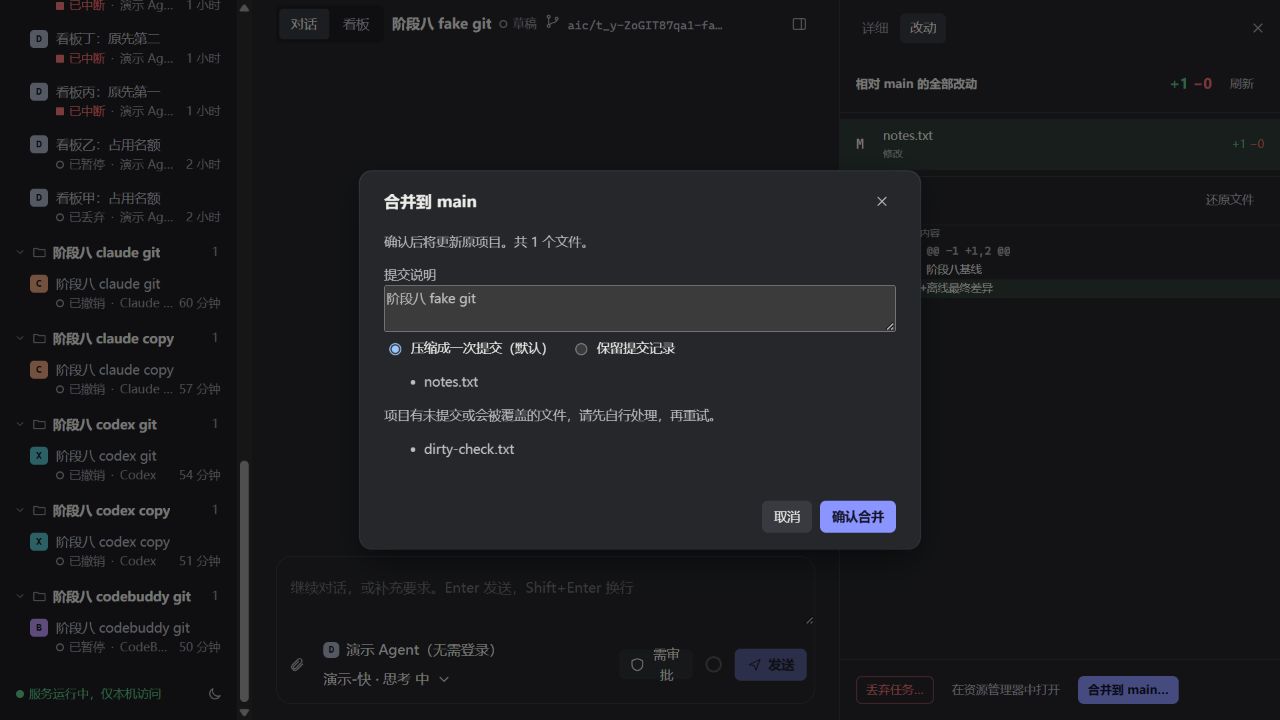 已中断 · 演示 Ag... 1 小时
D 看板丁：原先第二
已中断 · 演示 Ag... 1 小时
D 看板丙：原先第一
已中断 · 演示 Ag... 1 小时
D 看板乙：占用名额
已暂停 · 演示 Ag... 2 小时
D 看板甲：占用名额
已丢弃 · 演示 Ag... 2 小时
阶段八 claude git 1
C 阶段八 claude git
已撤销 · Claude ... 60 分钟
阶段八 claude copy 1
C 阶段八 claude copy
已撤销 · Claude ... 57 分钟
阶段八 codex git 1
X 阶段八 codex git
已撤销 · Codex 54 分钟
阶段八 codex copy 1
X 阶段八 codex copy
已撤销 · Codex 51 分钟
阶段八 codebuddy git 1
B 阶段八 codebuddy git
已暂停 · CodeB... 50 分钟
服务运行中，仅本机访问
对话 看板 阶段八 fake git 草稿 aic/t_y-ZoGIT87qa1-fa…
合并到 main
确认后将更新原项目。共 1 个文件。
提交说明
阶段八 fake git
压缩成一次提交（默认） 保留提交记录
• notes.txt
项目有未提交或会被覆盖的文件，请先自行处理，再重试。
• dirty-check.txt
取消 确认合并
继续对话，或补充要求。Enter 发送，Shift+Enter 换行
D 演示 Agent（无需登录）
演示-快 · 思考 中
需审批
发送
详细 改动
相对 main 的全部改动 +1 −0 刷新
M notes.txt +1 −0
修改
还原文件
内容
@@ -1 +1,2 @@
阶段八基线
+离线最终差异
丢弃任务... 在资源管理器中打开 合并到 main...